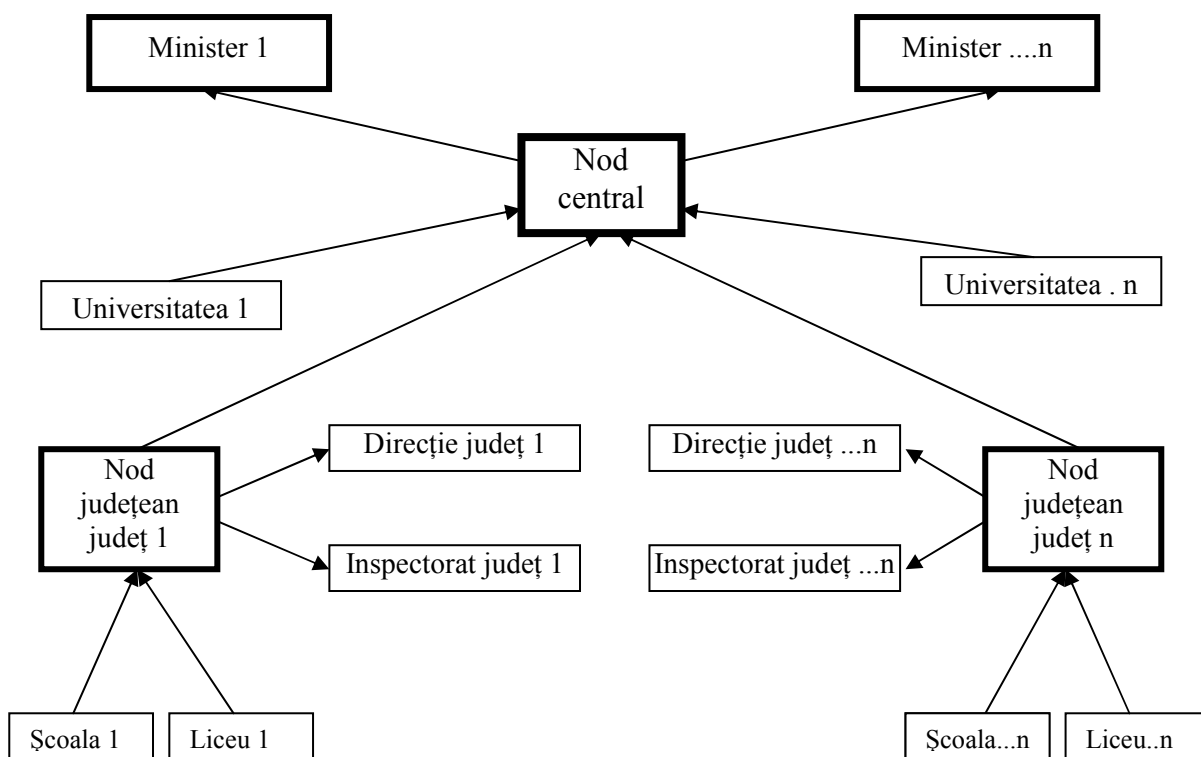 Minister 1
Minister ....n
Nod
central
Universitatea 1
Universitatea . n
Direcție județ 1
Direcție județ ...n
Nod
județean
județ 1
Nod
județean
județ n
Inspectorat județ 1
Inspectorat județ ...n
Școala 1
Liceu 1
Școala...n
Liceu..n